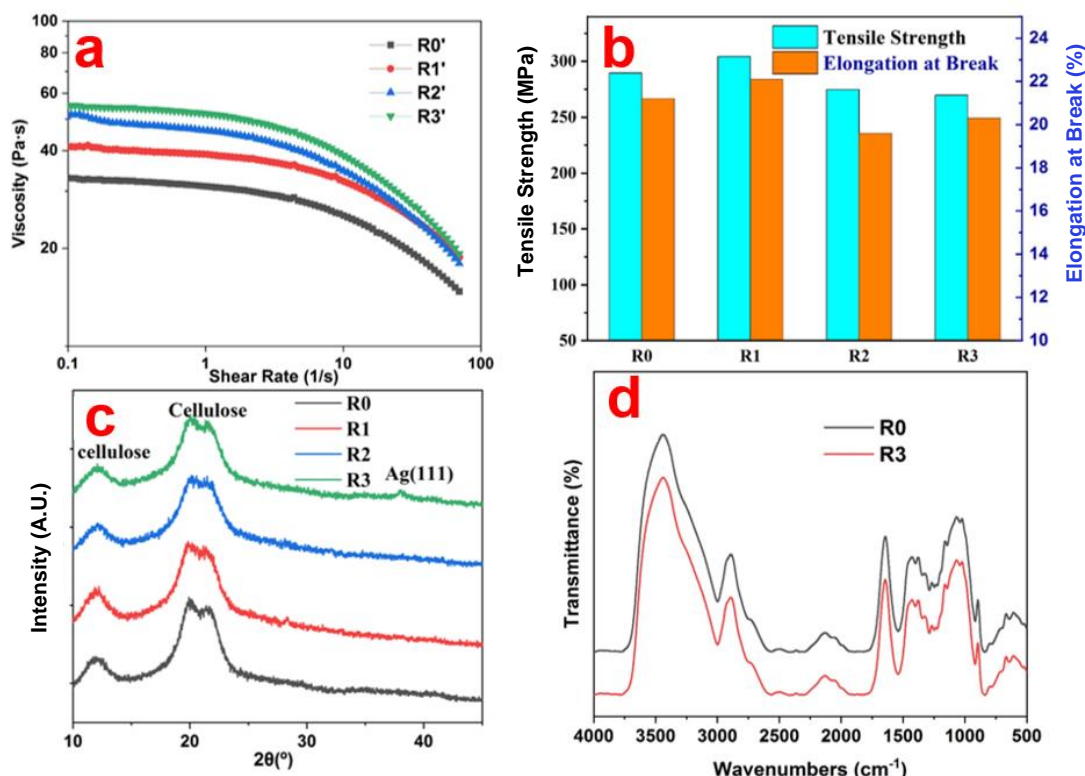 a
100
80
60
40
20
Viscosity (Pa·s)
R0'
R1'
R2'
R3'
0.1
1
10
100
Shear Rate (1/s)
b
Tensile Strength
Elongation at Break
300
250
200
150
100
50
Tensile Strength (MPa)
24
22
20
18
16
14
12
10
Elongation at Break (%)
R0
R1
R2
R3
c
cellulose
Cellulose
Ag(111)
R0
R1
R2
R3
Intensity (A.U.)
10
20
30
40
2θ(º)
d
R0
R3
Transmittance (%)
4000
3500
3000
2500
2000
1500
1000
500
Wavenumbers (cm⁻¹)